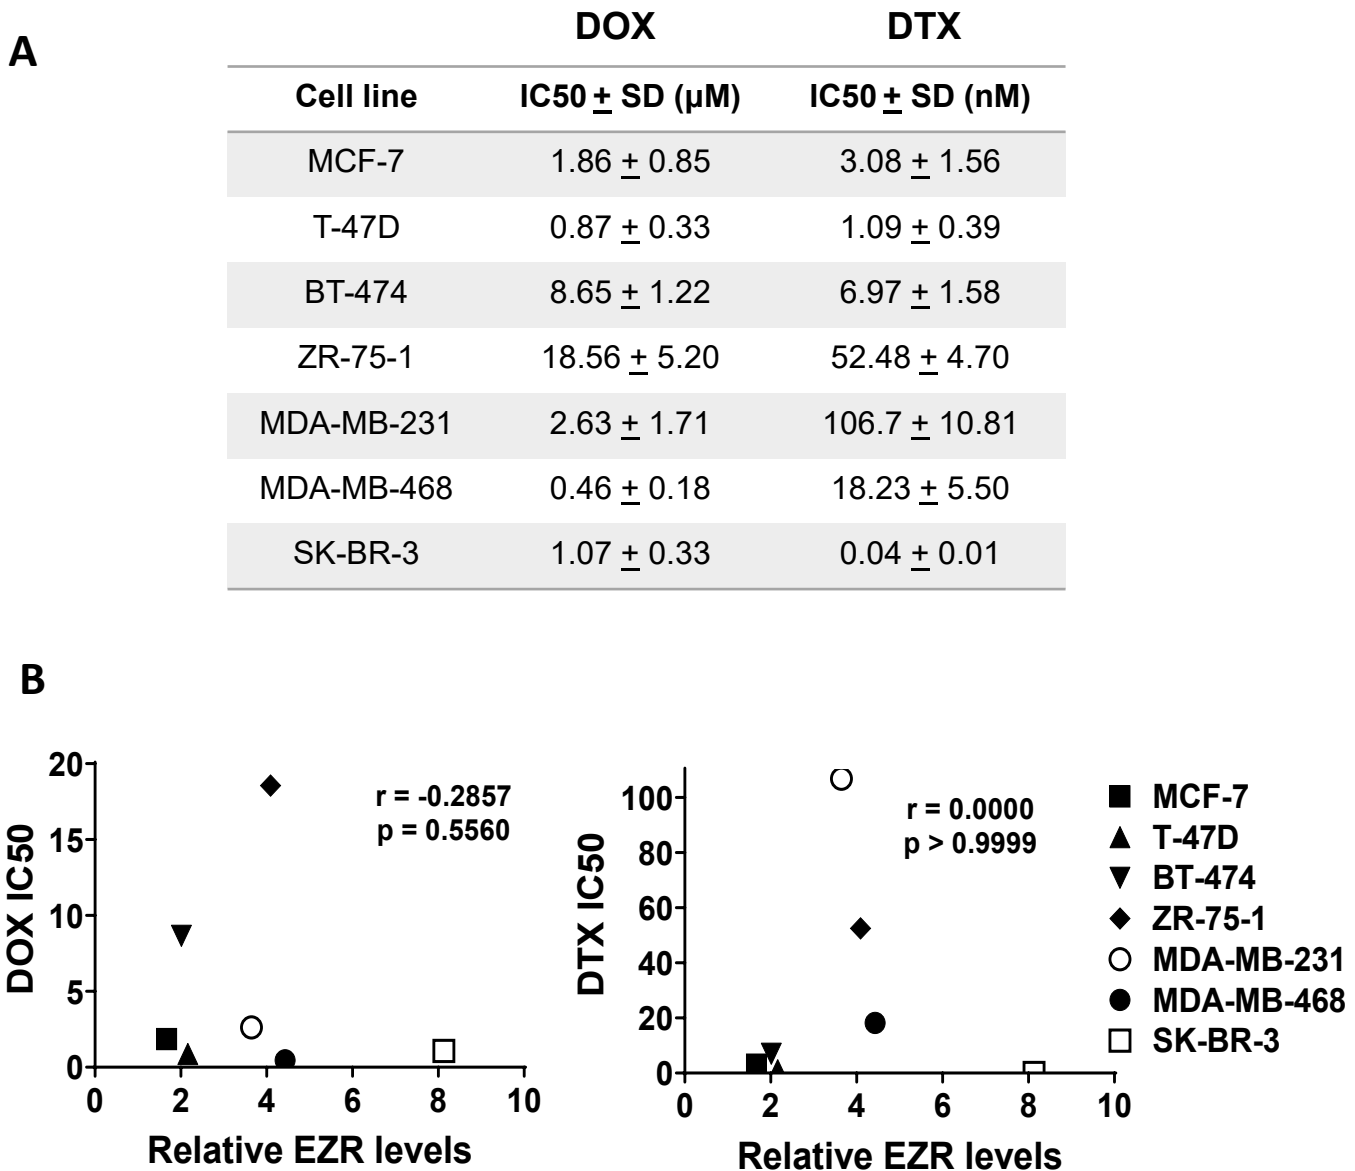 A
DOX DTX
Cell line IC50 ± SD (µM) IC50 ± SD (nM)
MCF-7 1.86 ± 0.85 3.08 ± 1.56
T-47D 0.87 ± 0.33 1.09 ± 0.39
BT-474 8.65 ± 1.22 6.97 ± 1.58
ZR-75-1 18.56 ± 5.20 52.48 ± 4.70
MDA-MB-231 2.63 ± 1.71 106.7 ± 10.81
MDA-MB-468 0.46 ± 0.18 18.23 ± 5.50
SK-BR-3 1.07 ± 0.33 0.04 ± 0.01
B
DOX IC50
20
15
10
5
0
r = -0.2857
p = 0.5560
0 2 4 6 8 10
Relative EZR levels
DTX IC50
100
80
60
40
20
0
r = 0.0000
p > 0.9999
0 2 4 6 8 10
Relative EZR levels
MCF-7
T-47D
BT-474
ZR-75-1
MDA-MB-231
MDA-MB-468
SK-BR-3